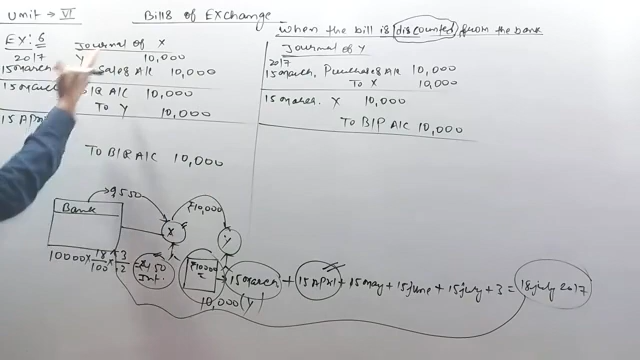 Unit → VI
Bills of Exchange.
When the bill is discounted from the bank
EX: 6
Journal of X
2017
Y 10,000
15 March Sales A/C 10,000
15 March B/R A/C 10,000
To Y 10,000
15 Apri
To B/R A/C 10,000
Journal of Y
2017
15 March, Purchase A/C 10,000
To X 10,000
15 March. X 10,000
To B/P A/C 10,000
Bank
9550
X
₹10,000
Y
10000 × 18/100 × 3/12 = ₹450
Int.
₹10000
10,000 (Y)
15 March + 15 April + 15 May + 15 June + 15 July + 3 = 18 July 2017